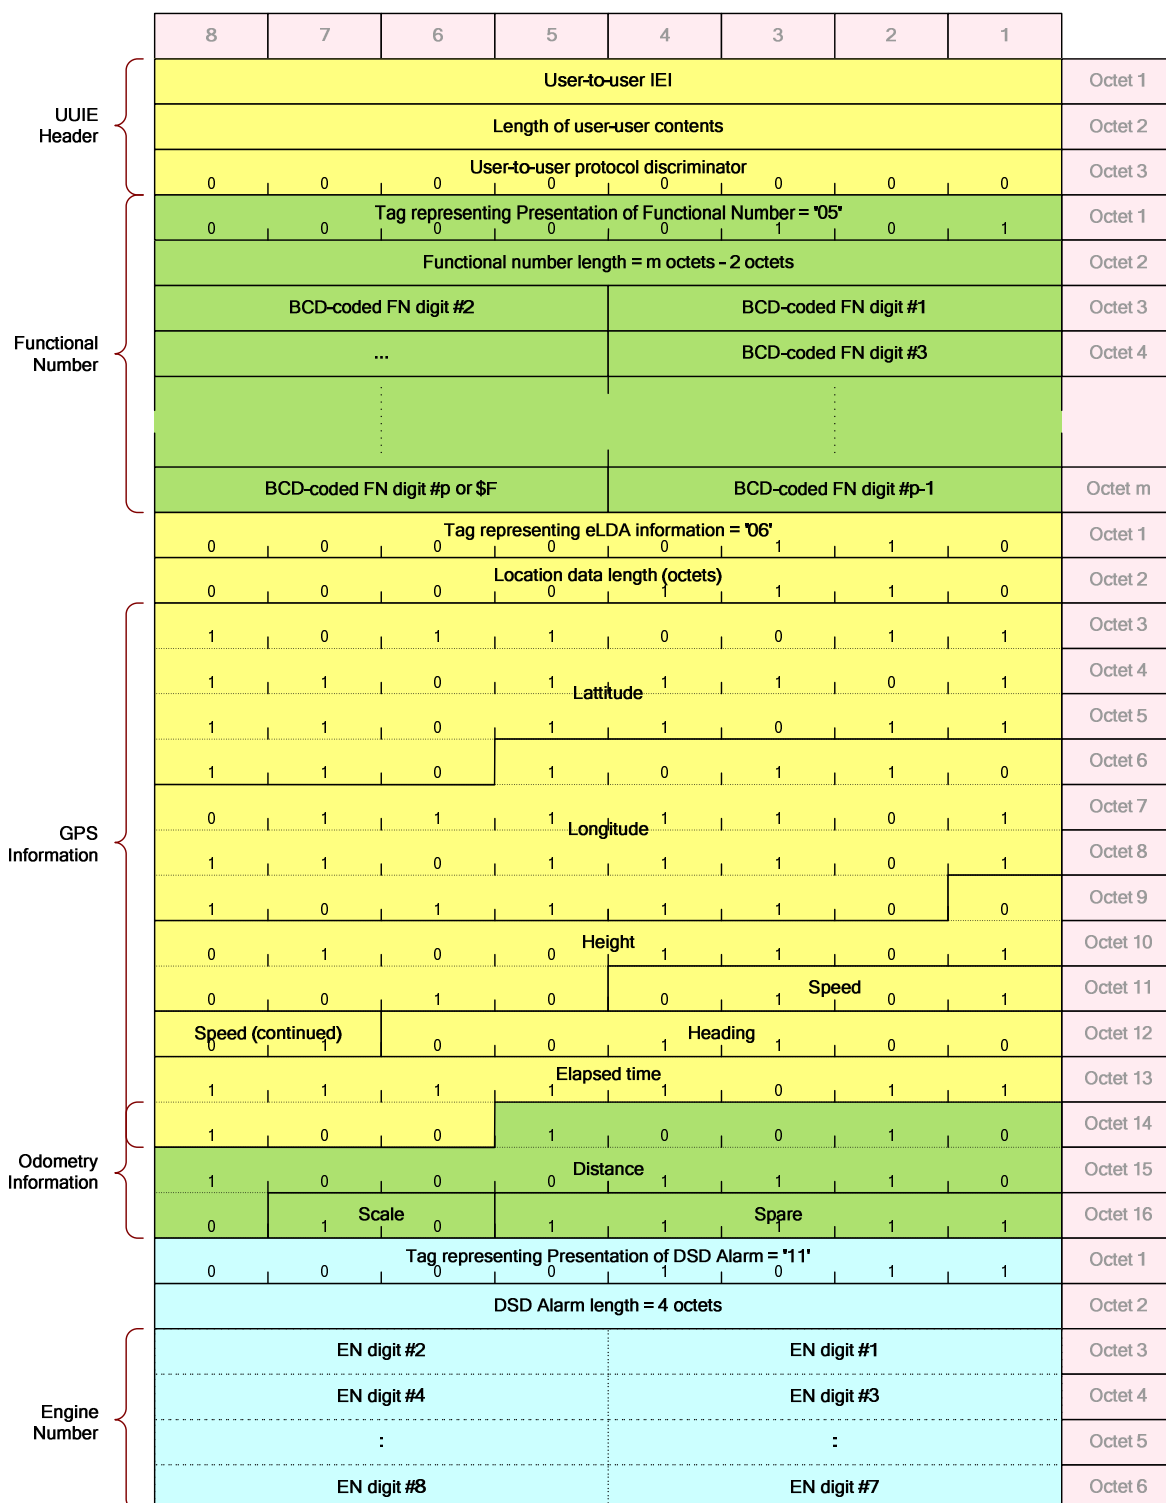 8 7 6 5 4 3 2 1
User-to-user IEI Octet 1
UUIE
Header
Length of user-user contents Octet 2
User-to-user protocol discriminator Octet 3
0 0 0 0 0 0 0 0
Tag representing Presentation of Functional Number = '05' Octet 1
0 0 0 0 0 1 0 1
Functional number length = m octets - 2 octets Octet 2
BCD-coded FN digit #2 BCD-coded FN digit #1 Octet 3
Functional
Number
... BCD-coded FN digit #3 Octet 4
BCD-coded FN digit #p or $F BCD-coded FN digit #p-1 Octet m
Tag representing eLDA information = '06' Octet 1
0 0 0 0 0 1 1 0
Location data length (octets) Octet 2
0 0 0 0 1 1 1 0
GPS
Information
1 0 1 1 0 0 1 1 Octet 3
1 1 0 1 1 1 0 1 Octet 4
Lattitude
1 1 0 1 1 0 1 1 Octet 5
1 1 0 1 0 1 1 0 Octet 6
0 1 1 1 1 1 0 1 Octet 7
Longitude
1 1 0 1 1 1 0 1 Octet 8
1 0 1 1 1 1 0 0 Octet 9
Height Octet 10
0 1 0 0 1 1 0 1
Speed Octet 11
0 0 1 0 0 1 0 1
Speed (continued) Heading Octet 12
0 1 0 0 1 1 0 0
Elapsed time Octet 13
1 1 1 1 1 0 1 1
1 0 0 1 0 0 1 0 Octet 14
Odometry
Information
Distance Octet 15
1 0 0 0 1 1 1 0
Scale Spare Octet 16
0 1 0 1 1 1 1 1
Tag representing Presentation of DSD Alarm = '11' Octet 1
0 0 0 0 1 0 1 1
DSD Alarm length = 4 octets Octet 2
EN digit #2 EN digit #1 Octet 3
Engine
Number
EN digit #4 EN digit #3 Octet 4
: : Octet 5
EN digit #8 EN digit #7 Octet 6